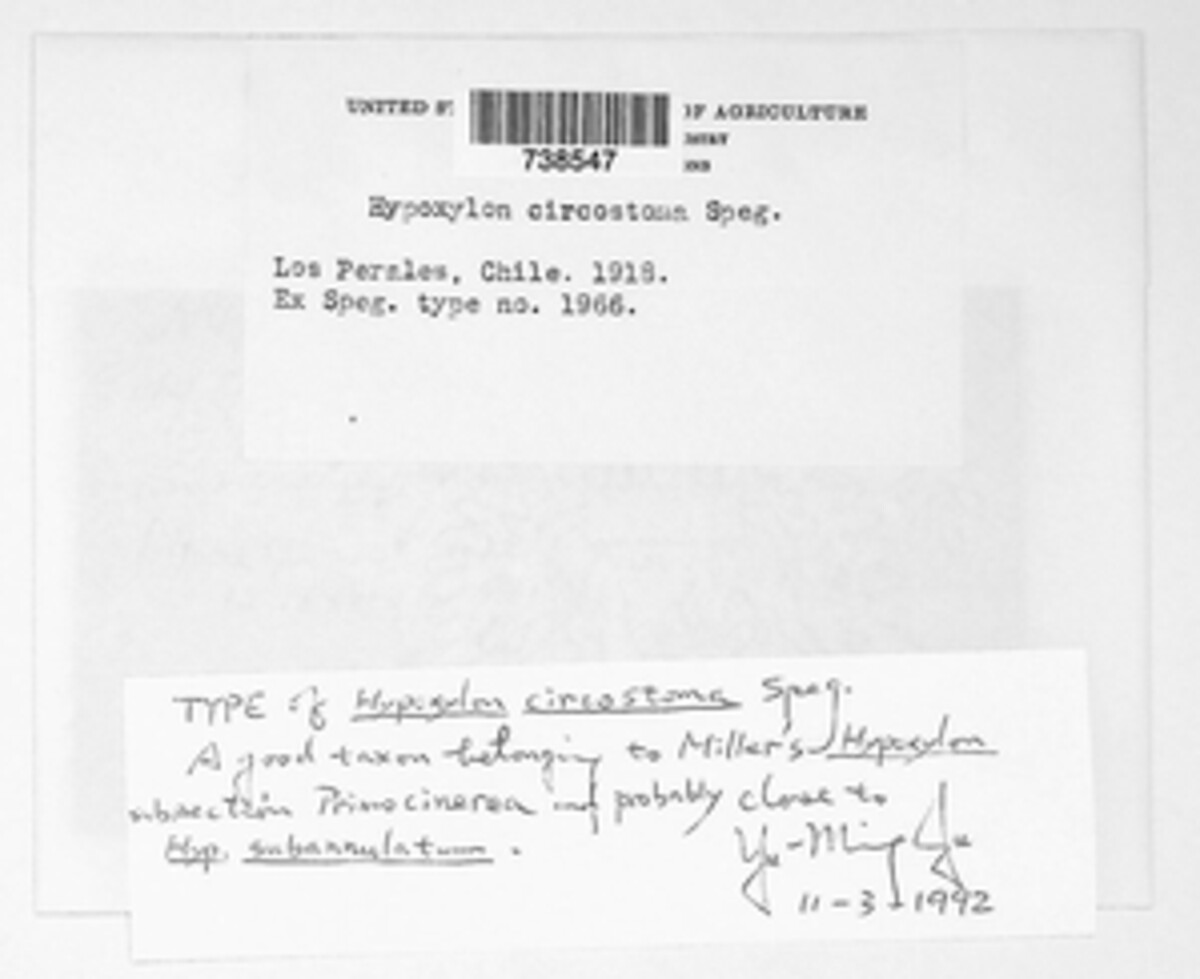 UNITED ST OF AGRICULTURE
738547
Hypoxylon circostoma Speg.
Los Perales, Chile. 1918.
Ex Speg. type no. 1966.
TYPE of Hypoxylon circostoma Speg.
A good taxon belonging to Miller's Hypoxylon
subsection Primocinerea and probably close to
Hyp. subannulatum.
Yu-Ming Ju
11-3-1992